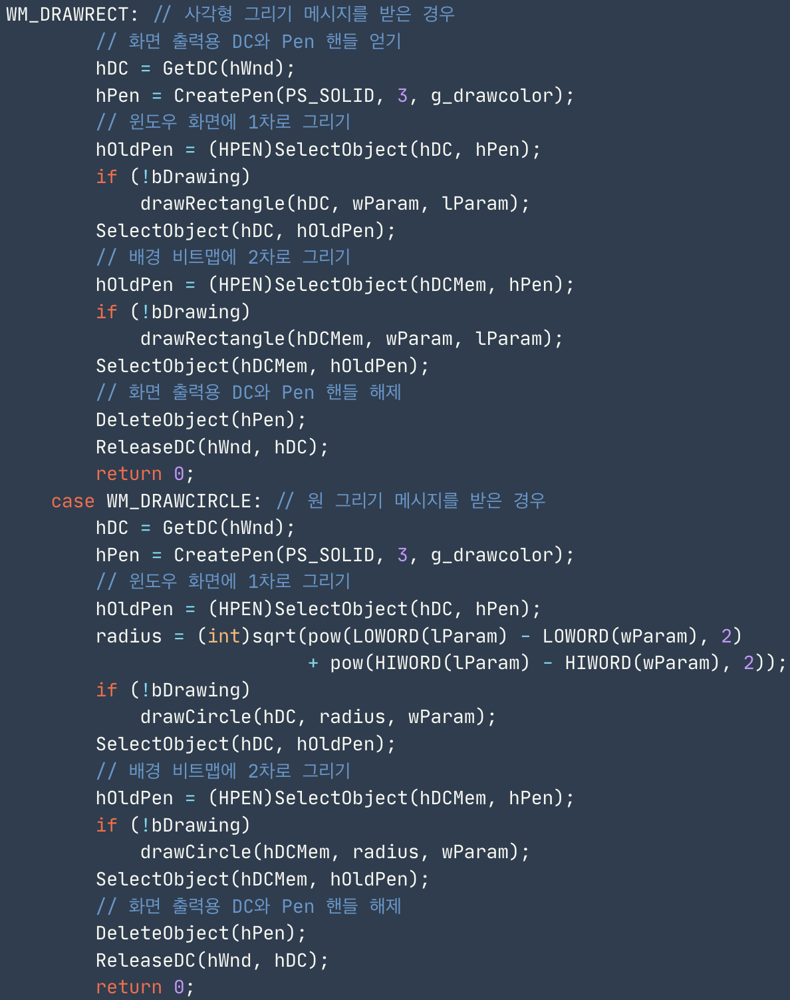 WM_DRAWRECT: // 사각형 그리기 메시지를 받은 경우
// 화면 출력용 DC와 Pen 핸들 얻기
hDC = GetDC(hWnd);
hPen = CreatePen(PS_SOLID, 3, g_drawcolor);
// 윈도우 화면에 1차로 그리기
hOldPen = (HPEN)SelectObject(hDC, hPen);
if (!bDrawing)
drawRectangle(hDC, wParam, lParam);
SelectObject(hDC, hOldPen);
// 배경 비트맵에 2차로 그리기
hOldPen = (HPEN)SelectObject(hDCMem, hPen);
if (!bDrawing)
drawRectangle(hDCMem, wParam, lParam);
SelectObject(hDCMem, hOldPen);
// 화면 출력용 DC와 Pen 핸들 해제
DeleteObject(hPen);
ReleaseDC(hWnd, hDC);
return 0;
case WM_DRAWCIRCLE: // 원 그리기 메시지를 받은 경우
hDC = GetDC(hWnd);
hPen = CreatePen(PS_SOLID, 3, g_drawcolor);
// 윈도우 화면에 1차로 그리기
hOldPen = (HPEN)SelectObject(hDC, hPen);
radius = (int)sqrt(pow(LOWORD(lParam) - LOWORD(wParam), 2)
+ pow(HIWORD(lParam) - HIWORD(wParam), 2));
if (!bDrawing)
drawCircle(hDC, radius, wParam);
SelectObject(hDC, hOldPen);
// 배경 비트맵에 2차로 그리기
hOldPen = (HPEN)SelectObject(hDCMem, hPen);
if (!bDrawing)
drawCircle(hDCMem, radius, wParam);
SelectObject(hDCMem, hOldPen);
// 화면 출력용 DC와 Pen 핸들 해제
DeleteObject(hPen);
ReleaseDC(hWnd, hDC);
return 0;